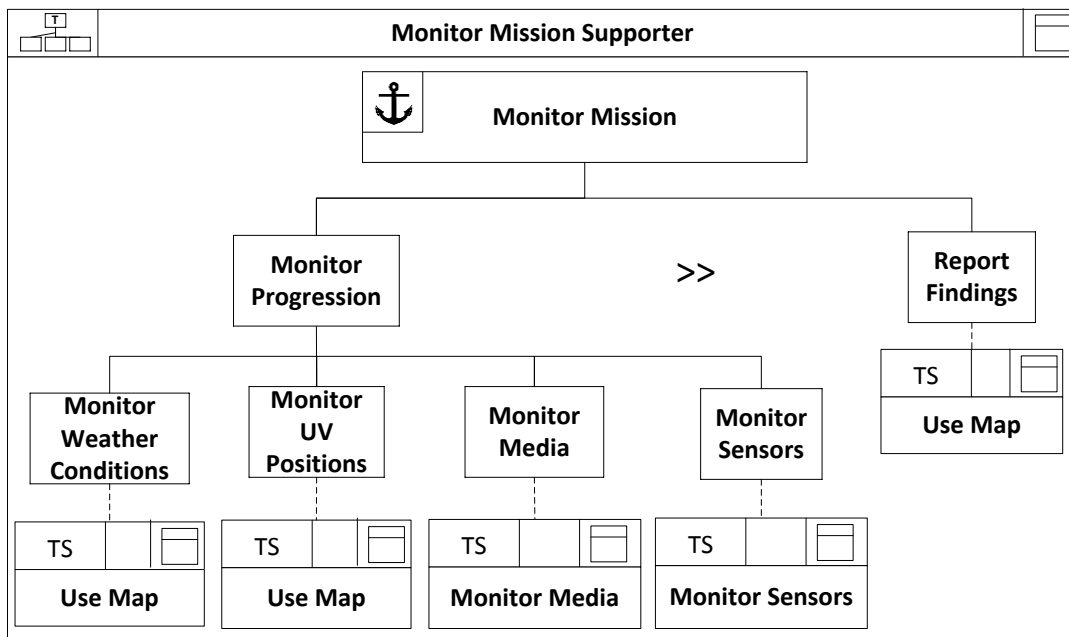 T
Monitor Mission Supporter
Monitor Mission
Monitor
Progression
>>
Report
Findings
TS
Use Map
Monitor
Weather
Conditions
Monitor
UV
Positions
Monitor
Media
Monitor
Sensors
TS
Use Map
TS
Use Map
TS
Monitor Media
TS
Monitor Sensors